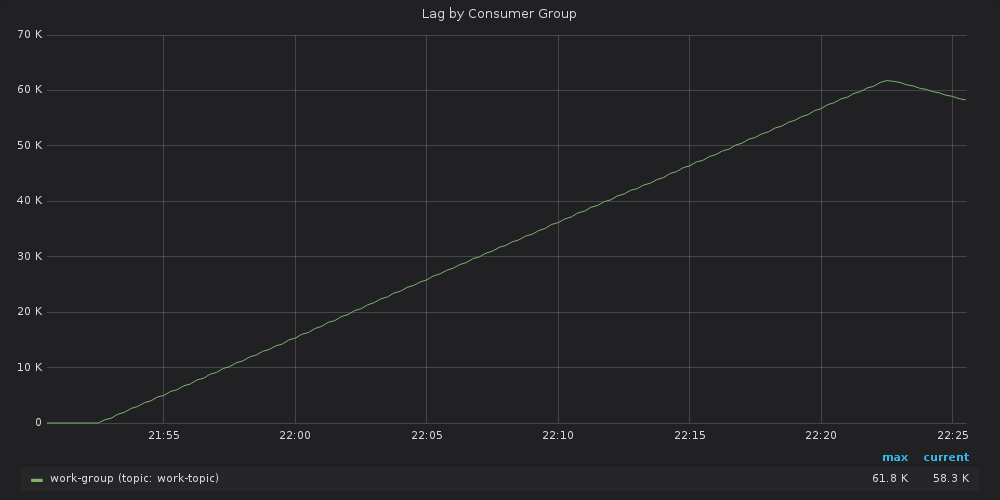 Lag by Consumer Group
70 K
60 K
50 K
40 K
30 K
20 K
10 K
0
21:55 22:00 22:05 22:10 22:15 22:20 22:25
max current
work-group (topic: work-topic) 61.8 K 58.3 K